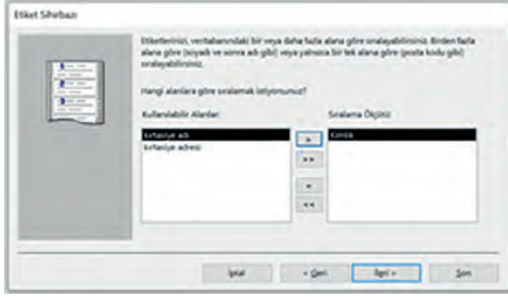 Etiket Sihirbazı
Etiketlerinizi, veritabanındaki bir veya daha fazla alana göre sıralayabilirsiniz. Birden fazla
alana göre (soyadı ve sonra adı gibi) veya yalnızca bir tek alana göre (posta kodu gibi)
sıralayabilirsiniz.
Hangi alanlara göre sıralamak istiyorsunuz?
Kullanılabilir Alanlar:
Sıralama Ölçütü:
kırtasiye adı
kırtasiye adresi
>
>>
<
<<
Kimlik
İptal
< Geri
İleri >
Son